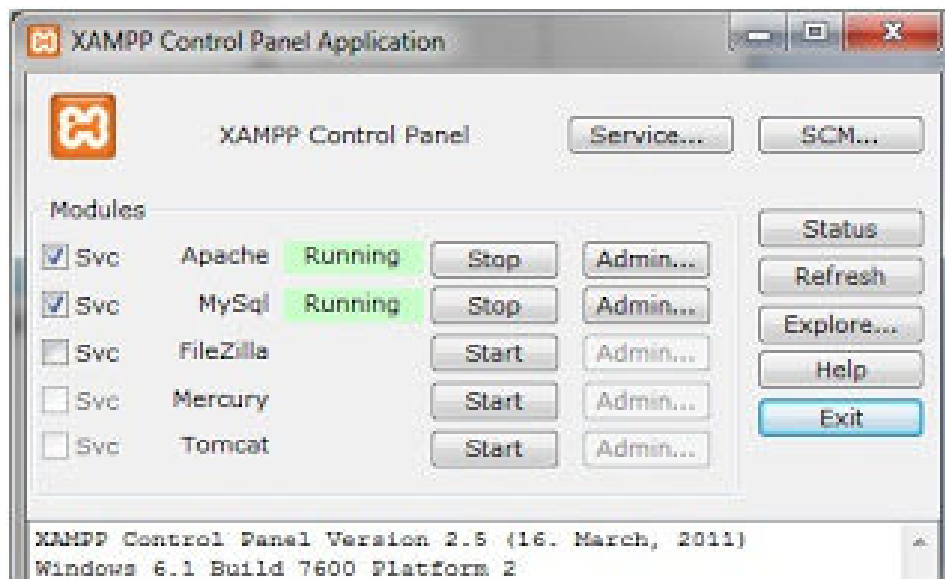 XAMPP Control Panel Application
XAMPP Control Panel
Service...
SCM...
Modules
Svc Apache Running Stop Admin...
Svc MySql Running Stop Admin...
Svc FileZilla Start Admin...
Svc Mercury Start Admin...
Svc Tomcat Start Admin...
Status
Refresh
Explore...
Help
Exit
XAMPP Control Panel Version 2.5 (16. March, 2011)
Windows 6.1 Build 7600 Platform 2